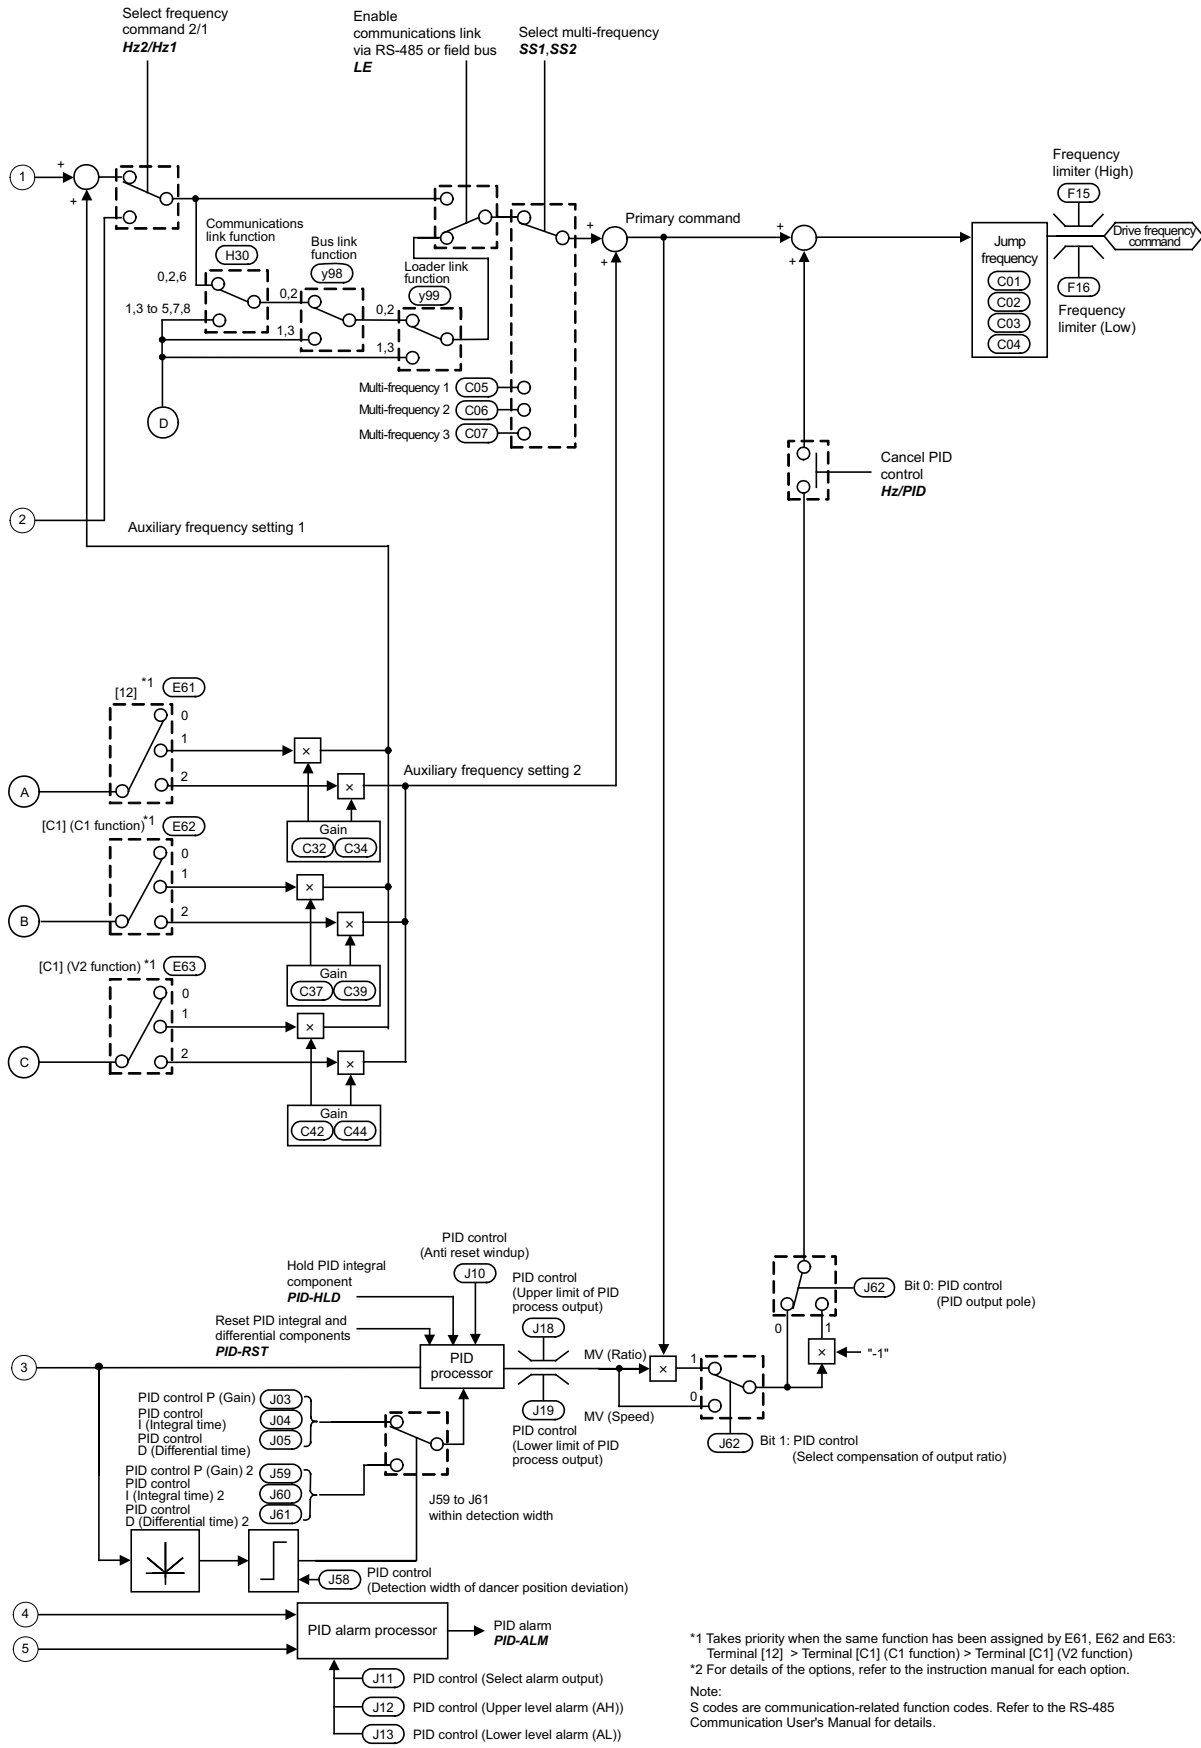 Select frequency
command 2/1
Hz2/Hz1
Enable
communications link
via RS-485 or field bus
LE
Select multi-frequency
SS1,SS2
1
+
+
Communications
link function
H30
0,2,6
1,3 to 5,7,8
Bus link
function
y98
0,2
1,3
Loader link
function
y99
0,2
1,3
D
Multi-frequency 1 C05
Multi-frequency 2 C06
Multi-frequency 3 C07
+
+
Primary command
+
+
Jump
frequency
C01
C02
C03
C04
Frequency
limiter (High)
F15
Drive frequency
command
F16
Frequency
limiter (Low)
Cancel PID
control
Hz/PID
2
Auxiliary frequency setting 1
[12] *1 E61
0
1
2
×
×
Auxiliary frequency setting 2
A
Gain
C32 C34
[C1] (C1 function)*1 E62
0
1
2
×
×
B
Gain
C37 C39
[C1] (V2 function) *1 E63
0
1
2
×
×
C
Gain
C42 C44
PID control
(Anti reset windup)
J10
Hold PID integral
component
PID-HLD
Reset PID integral and
differential components
PID-RST
PID control
(Upper limit of PID
process output)
J18
3
PID
processor
MV (Ratio)
×
1
0
MV (Speed)
J19
PID control
(Lower limit of PID
process output)
J62 Bit 0: PID control
(PID output pole)
0
1
×
"-1"
J62 Bit 1: PID control
(Select compensation of output ratio)
PID control P (Gain) J03
PID control
I (Integral time) J04
PID control
D (Differential time) J05
PID control P (Gain) 2 J59
PID control
I (Integral time) 2 J60
PID control
D (Differential time) 2 J61
J59 to J61
within detection width
J58 PID control
(Detection width of dancer position deviation)
4
5
PID alarm processor
PID alarm
PID-ALM
J11 PID control (Select alarm output)
J12 PID control (Upper level alarm (AH))
J13 PID control (Lower level alarm (AL))
*1 Takes priority when the same function has been assigned by E61, E62 and E63:
Terminal [12] > Terminal [C1] (C1 function) > Terminal [C1] (V2 function)
*2 For details of the options, refer to the instruction manual for each option.
Note:
S codes are communication-related function codes. Refer to the RS-485
Communication User's Manual for details.